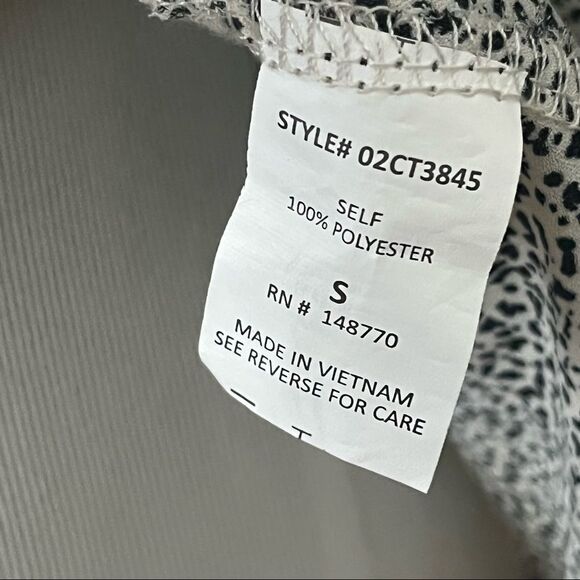 STYLE# 02CT3845
SELF
100% POLYESTER
S
RN # 148770
MADE IN VIETNAM
SEE REVERSE FOR CARE